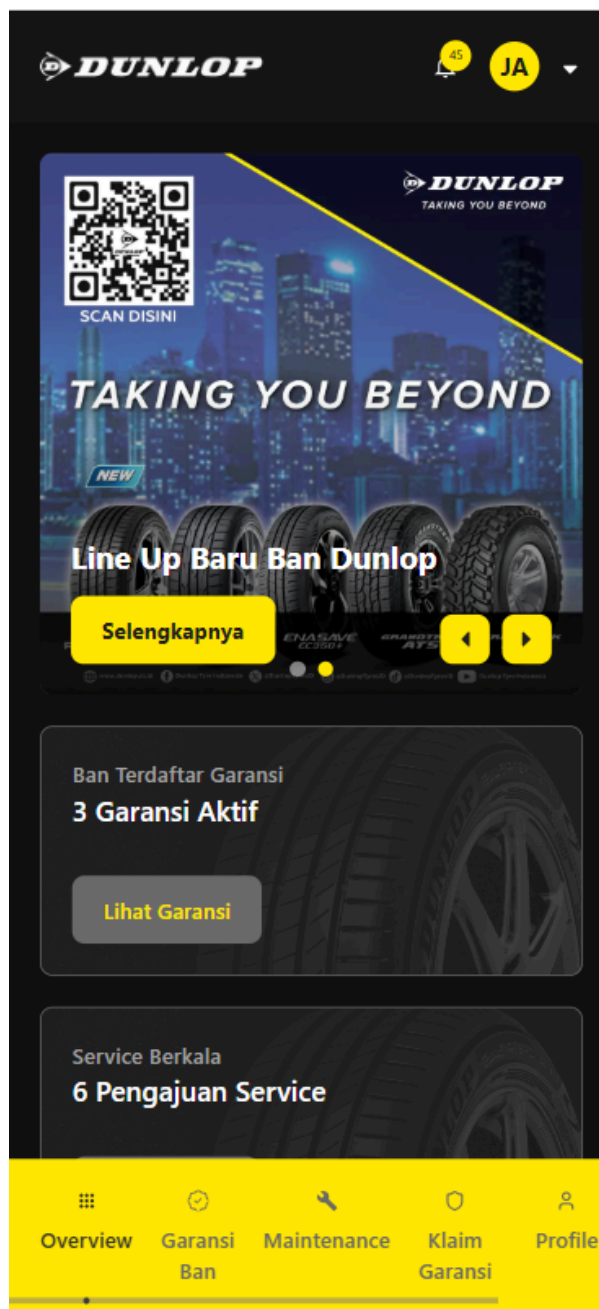 DUNLOP
45
JA
DUNLOP
TAKING YOU BEYOND
SCAN DISINI
TAKING YOU BEYOND
NEW
Line Up Baru Ban Dunlop
Selengkapnya
ENASAVE
EC350+
Ban Terdaftar Garansi
3 Garansi Aktif
Lihat Garansi
Service Berkala
6 Pengajuan Service
Overview
Garansi
Ban
Maintenance
Klaim
Garansi
Profile